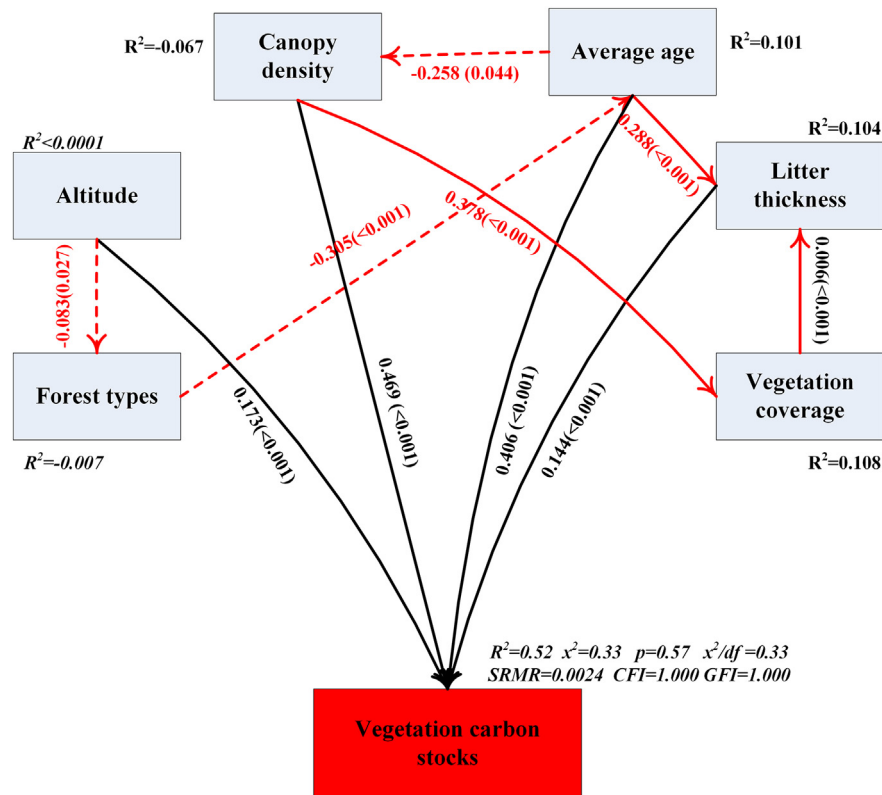 R²=-0.067
Canopy
density
Average age
R²=0.101
-0.258 (0.044)
R²<0.0001
Altitude
0.288(<0.001)
R²=0.104
Litter
thickness
-0.305(<0.001)
0.378(<0.001)
-0.083(0.027)
0.006(<0.001)
Forest types
R²=-0.007
0.173(<0.001)
0.469 (<0.001)
0.406 (<0.001)
0.144(<0.001)
Vegetation
coverage
R²=0.108
R²=0.52 x²=0.33 p=0.57 x²/df =0.33
SRMR=0.0024 CFI=1.000 GFI=1.000
Vegetation carbon
stocks